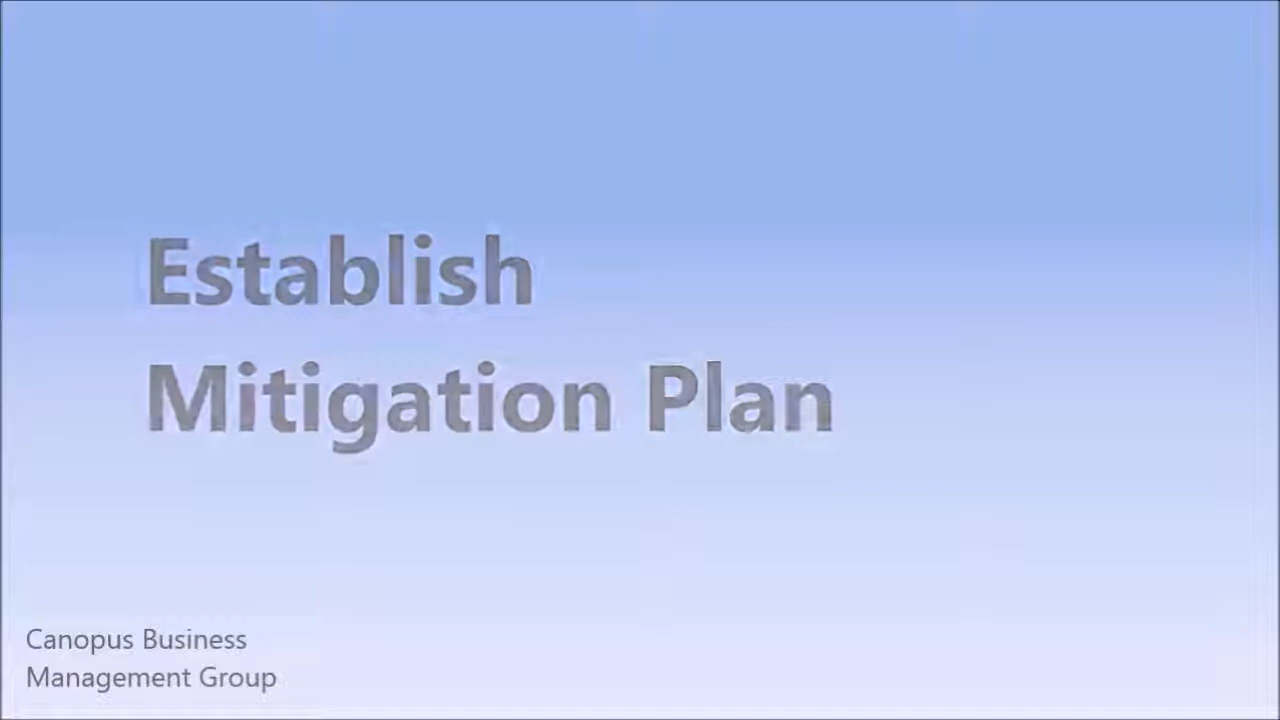 Establish
Mitigation Plan
Canopus Business
Management Group